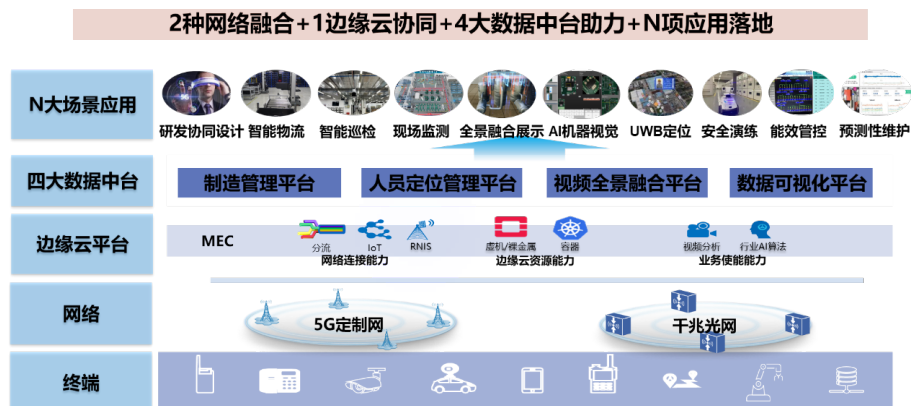 2种网络融合+1边缘云协同+4大数据中台助力+N项应用落地
N大场景应用
研发协同设计 智能物流 智能巡检 现场监测 全景融合展示 AI机器视觉 UWB定位 安全演练 能效管控 预测性维护
四大数据中台
制造管理平台 人员定位管理平台 视频全景融合平台 数据可视化平台
边缘云平台
MEC
分流 IoT RNIS 虚机/裸金属 容器 视频分析 行业AI算法
网络连接能力 边缘云资源能力 业务使能能力
网络
5G定制网 千兆光网
终端